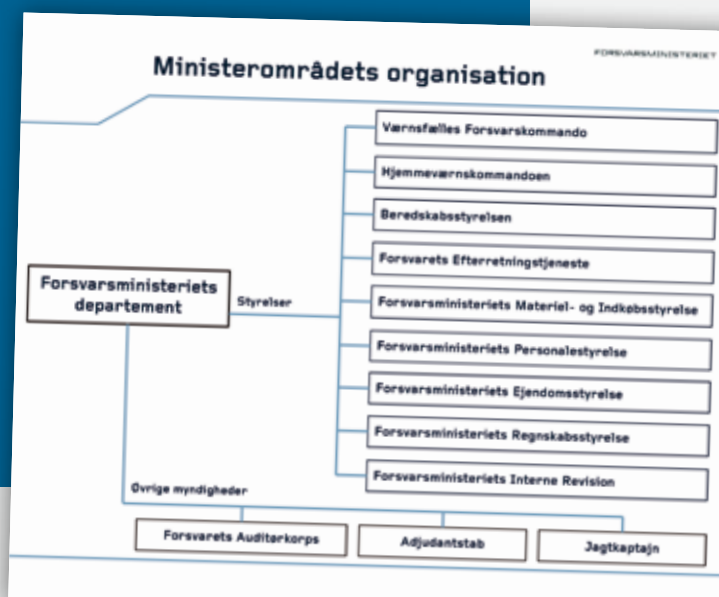 FORSVARSMINISTERIET
Ministerområdets organisation
Værnsfælles Forsvarskommando
Hjemmeværnskommandoen
Beredskabsstyrelsen
Forsvarets Efterretningstjeneste
Forsvarsministeriets
departement
Styrelser
Forsvarsministeriets Materiel- og Indkøbsstyrelse
Forsvarsministeriets Personalestyrelse
Forsvarsministeriets Ejendomsstyrelse
Forsvarsministeriets Regnskabsstyrelse
Forsvarsministeriets Interne Revision
Øvrige myndigheder
Forsvarets Auditørkorps
Adjudantstab
Jagtkaptajn